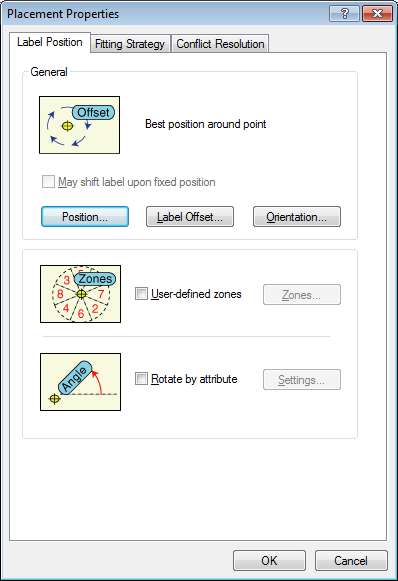 Placement Properties
?
Label Position
Fitting Strategy
Conflict Resolution
General
Offset
Best position around point
May shift label upon fixed position
Position...
Label Offset...
Orientation...
Zones
3
8
7
4
6
2
User-defined zones
Zones...
Angle
Rotate by attribute
Settings...
OK
Cancel